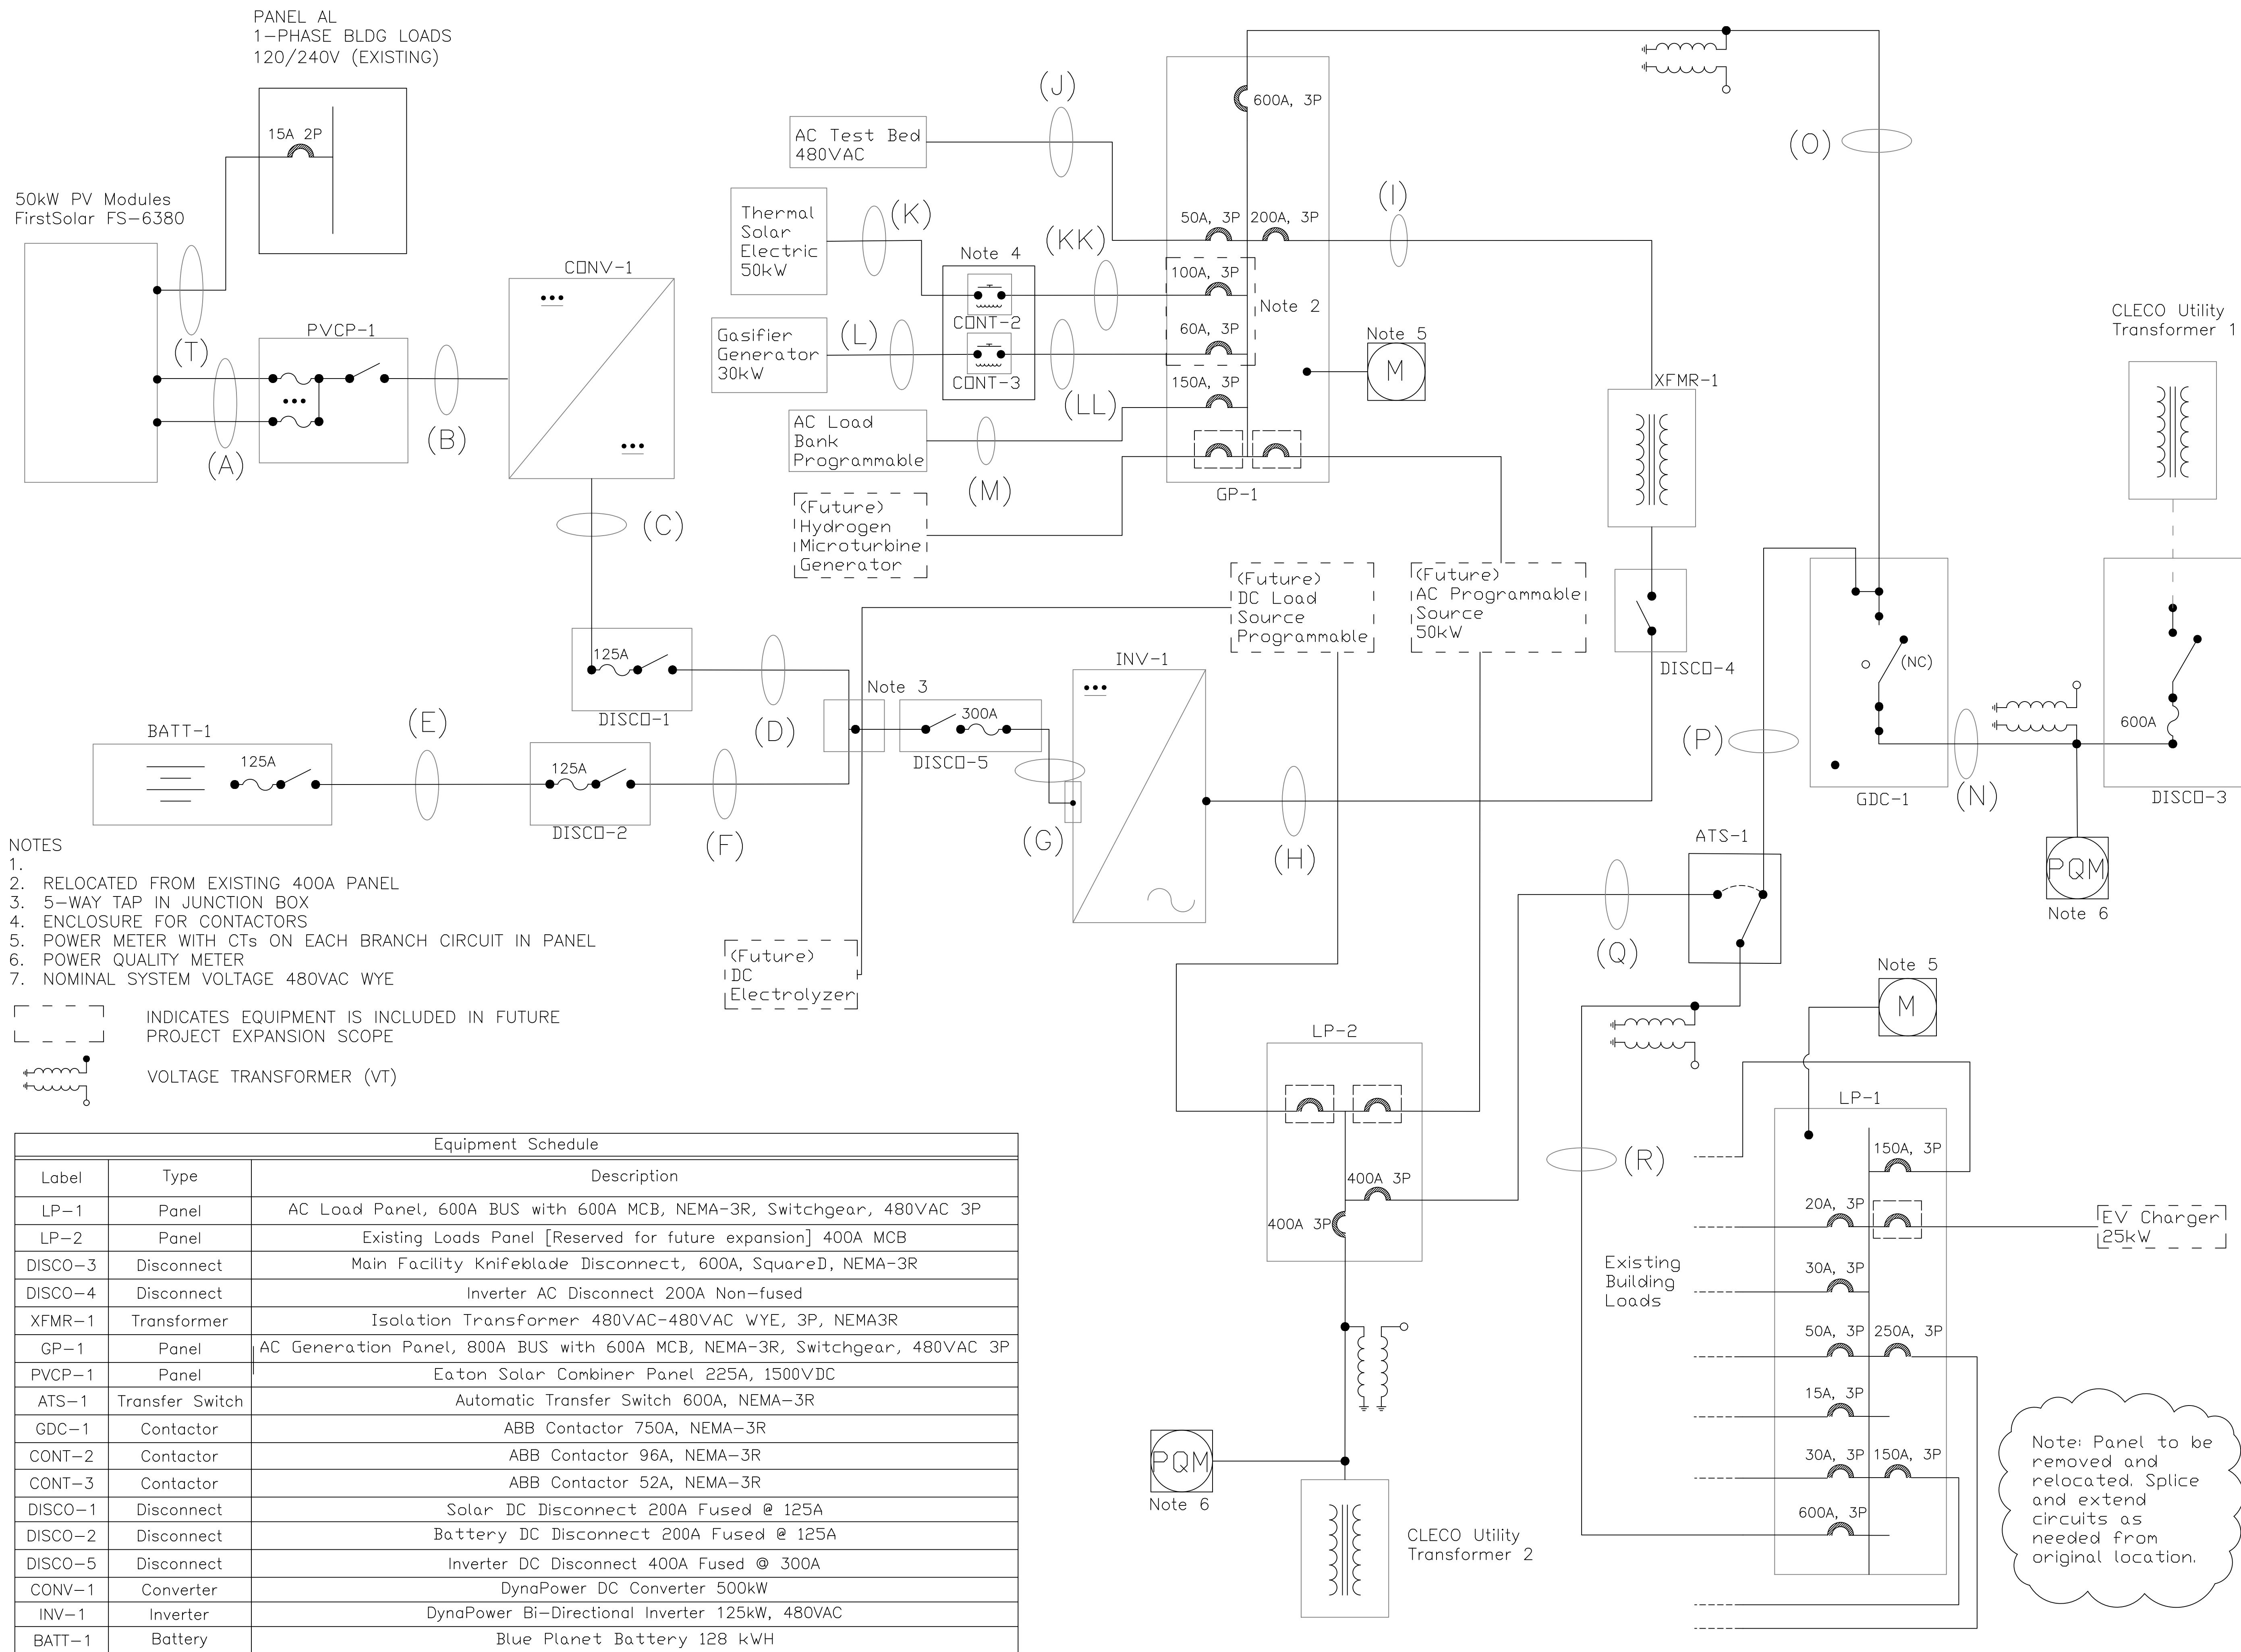 PANEL AL
1-PHASE BLDG LOADS
120/240V (EXISTING)
15A 2P
50kW PV Modules
FirstSolar FS-6380
(T)
(A)
PVCP-1
(B)
CONV-1
(C)
125A
DISCO-1
(D)
BATT-1
125A
(E)
125A
DISCO-2
(F)
Note 3
300A
DISCO-5
(G)
INV-1
(H)
AC Test Bed
480VAC
(J)
Thermal
Solar
Electric
50kW
(K)
Note 4
CONT-2
CONT-3
(KK)
Gasifier
Generator
30kW
(L)
(LL)
AC Load
Bank
Programmable
(M)
(Future)
Hydrogen
Microturbine
Generator
600A, 3P
50A, 3P
200A, 3P
100A, 3P
Note 2
60A, 3P
150A, 3P
GP-1
Note 5
M
(I)
XFMR-1
DISCO-4
(Future)
DC Load
Source
Programmable
(Future)
AC Programmable
Source
50kW
(O)
CLECO Utility
Transformer 1
(NC)
GDC-1
(P)
(N)
600A
DISCO-3
PQM
Note 6
ATS-1
(Q)
(Future)
DC
Electrolyzer
NOTES
1.
2. RELOCATED FROM EXISTING 400A PANEL
3. 5-WAY TAP IN JUNCTION BOX
4. ENCLOSURE FOR CONTACTORS
5. POWER METER WITH CTs ON EACH BRANCH CIRCUIT IN PANEL
6. POWER QUALITY METER
7. NOMINAL SYSTEM VOLTAGE 480VAC WYE
INDICATES EQUIPMENT IS INCLUDED IN FUTURE
PROJECT EXPANSION SCOPE
VOLTAGE TRANSFORMER (VT)
LP-2
400A 3P
400A 3P
PQM
Note 6
CLECO Utility
Transformer 2
(R)
Note 5
M
LP-1
150A, 3P
20A, 3P
EV Charger
25kW
Existing
Building
Loads
30A, 3P
50A, 3P
250A, 3P
15A, 3P
30A, 3P
150A, 3P
600A, 3P
Note: Panel to be
removed and
relocated. Splice
and extend
circuits as
needed from
original location.
Equipment Schedule
Label Type Description
LP-1 Panel AC Load Panel, 600A BUS with 600A MCB, NEMA-3R, Switchgear, 480VAC 3P
LP-2 Panel Existing Loads Panel [Reserved for future expansion] 400A MCB
DISCO-3 Disconnect Main Facility Knifeblade Disconnect, 600A, SquareD, NEMA-3R
DISCO-4 Disconnect Inverter AC Disconnect 200A Non-fused
XFMR-1 Transformer Isolation Transformer 480VAC-480VAC WYE, 3P, NEMA3R
GP-1 Panel AC Generation Panel, 800A BUS with 600A MCB, NEMA-3R, Switchgear, 480VAC 3P
PVCP-1 Panel Eaton Solar Combiner Panel 225A, 1500VDC
ATS-1 Transfer Switch Automatic Transfer Switch 600A, NEMA-3R
GDC-1 Contactor ABB Contactor 750A, NEMA-3R
CONT-2 Contactor ABB Contactor 96A, NEMA-3R
CONT-3 Contactor ABB Contactor 52A, NEMA-3R
DISCO-1 Disconnect Solar DC Disconnect 200A Fused @ 125A
DISCO-2 Disconnect Battery DC Disconnect 200A Fused @ 125A
DISCO-5 Disconnect Inverter DC Disconnect 400A Fused @ 300A
CONV-1 Converter DynaPower DC Converter 500kW
INV-1 Inverter DynaPower Bi-Directional Inverter 125kW, 480VAC
BATT-1 Battery Blue Planet Battery 128 kWH